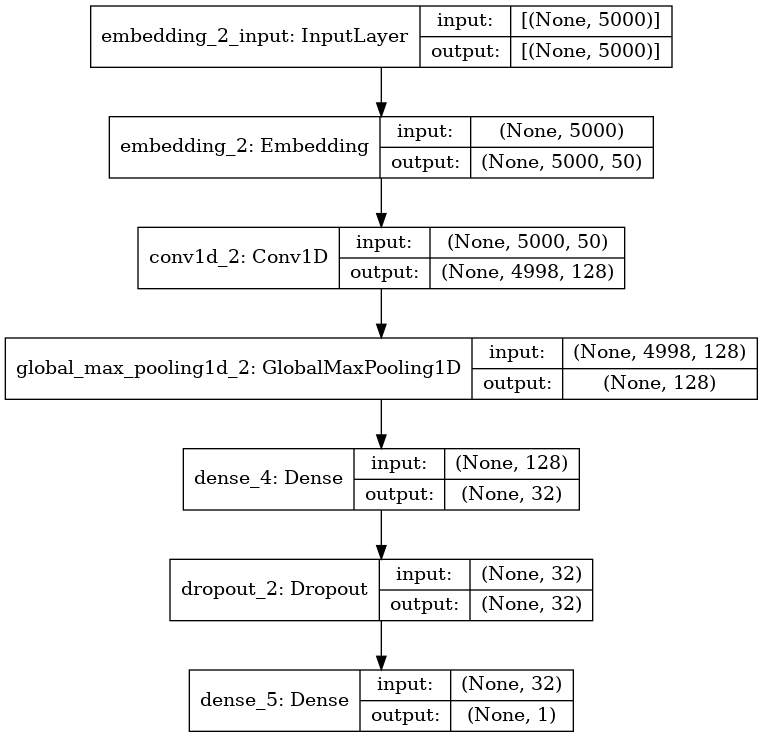 embedding_2_input: InputLayer
input: [(None, 5000)]
output: [(None, 5000)]
embedding_2: Embedding
input: (None, 5000)
output: (None, 5000, 50)
conv1d_2: Conv1D
input: (None, 5000, 50)
output: (None, 4998, 128)
global_max_pooling1d_2: GlobalMaxPooling1D
input: (None, 4998, 128)
output: (None, 128)
dense_4: Dense
input: (None, 128)
output: (None, 32)
dropout_2: Dropout
input: (None, 32)
output: (None, 32)
dense_5: Dense
input: (None, 32)
output: (None, 1)